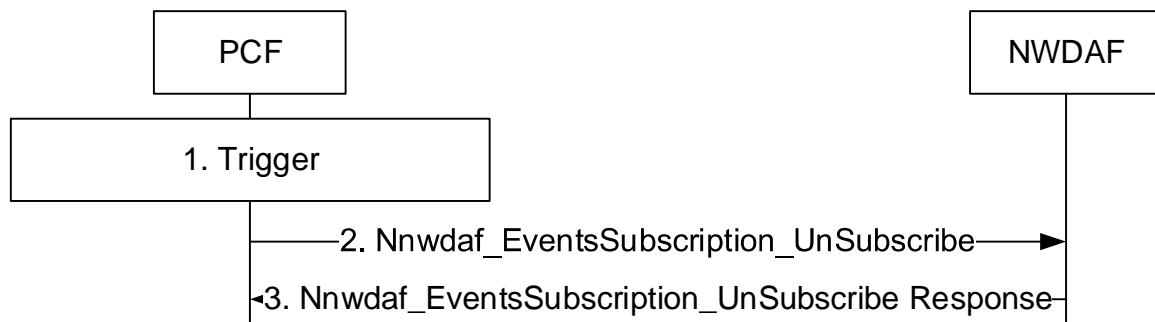 PCF
NWDAF
1. Trigger
2. Nnwdaf_EventsSubscription_UnSubscribe
3. Nnwdaf_EventsSubscription_UnSubscribe Response